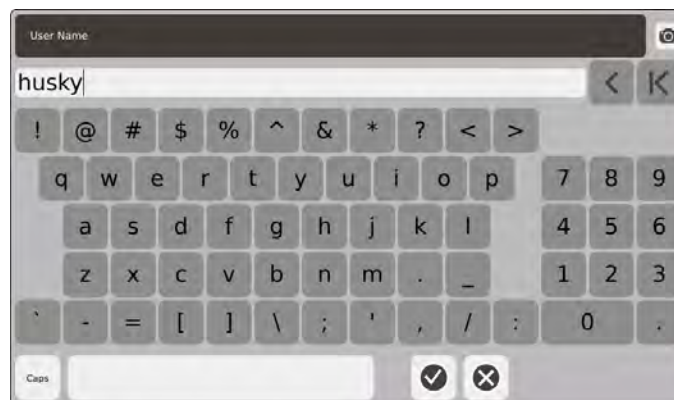 User Name
husky
! @ # $ % ^ & * ? < >
q w e r t y u i o p 7 8 9
a s d f g h j k l 4 5 6
z x c v b n m . _ 1 2 3
` - = [ ] \ ; ' , / : 0 .
Caps